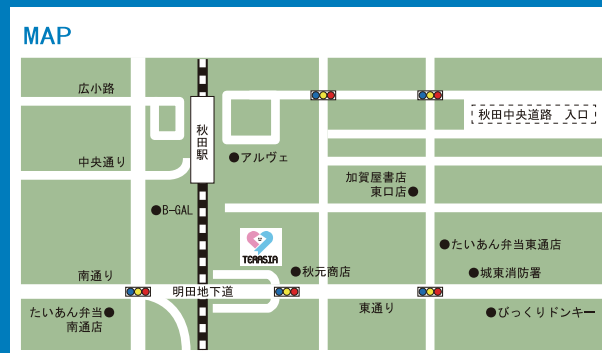 MAP
広小路
秋田駅
秋田中央道路 入口
中央通り
●アルヴェ
加賀屋書店
東口店●
●B-GAL
TERRSIA
●たいあん弁当東通店
南通り
明田地下道
●秋元商店
●城東消防署
たいあん弁当●
南通店
東通り
●びっくりドンキー